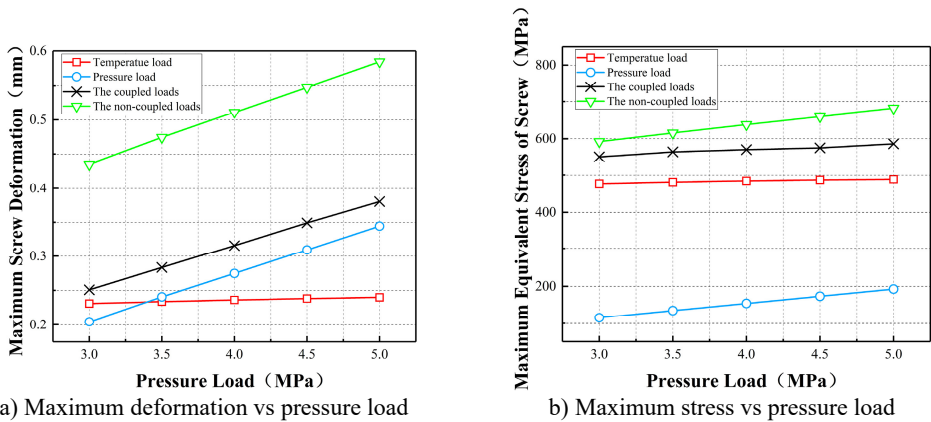 Maximum Screw Deformation（mm）
0.6
0.5
0.4
0.3
0.2
Temperatue load
Pressure load
The coupled loads
The non-coupled loads
3.0 3.5 4.0 4.5 5.0
Pressure Load（MPa）
a) Maximum deformation vs pressure load
Maximum Equivalent Stress of Screw（MPa）
800
600
400
200
Temperatue load
Pressure load
The coupled loads
The non-coupled loads
3.0 3.5 4.0 4.5 5.0
Pressure Load（MPa）
b) Maximum stress vs pressure load